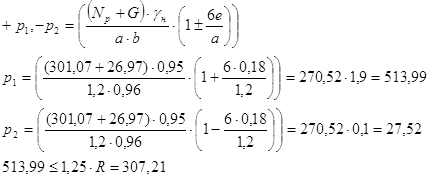 + p₁,-p₂ = (((Nₚ + G)·γₙ / a·b)·(1 ± 6e / a))
p₁ = (((301,07 + 26,97)·0,95 / 1,2·0,96)·(1 + 6·0,18 / 1,2)) = 270,52·1,9 = 513,99
p₂ = (((301,07 + 26,97)·0,95 / 1,2·0,96)·(1 − 6·0,18 / 1,2)) = 270,52·0,1 = 27,52
513,99 ≤ 1,25·R = 307,21